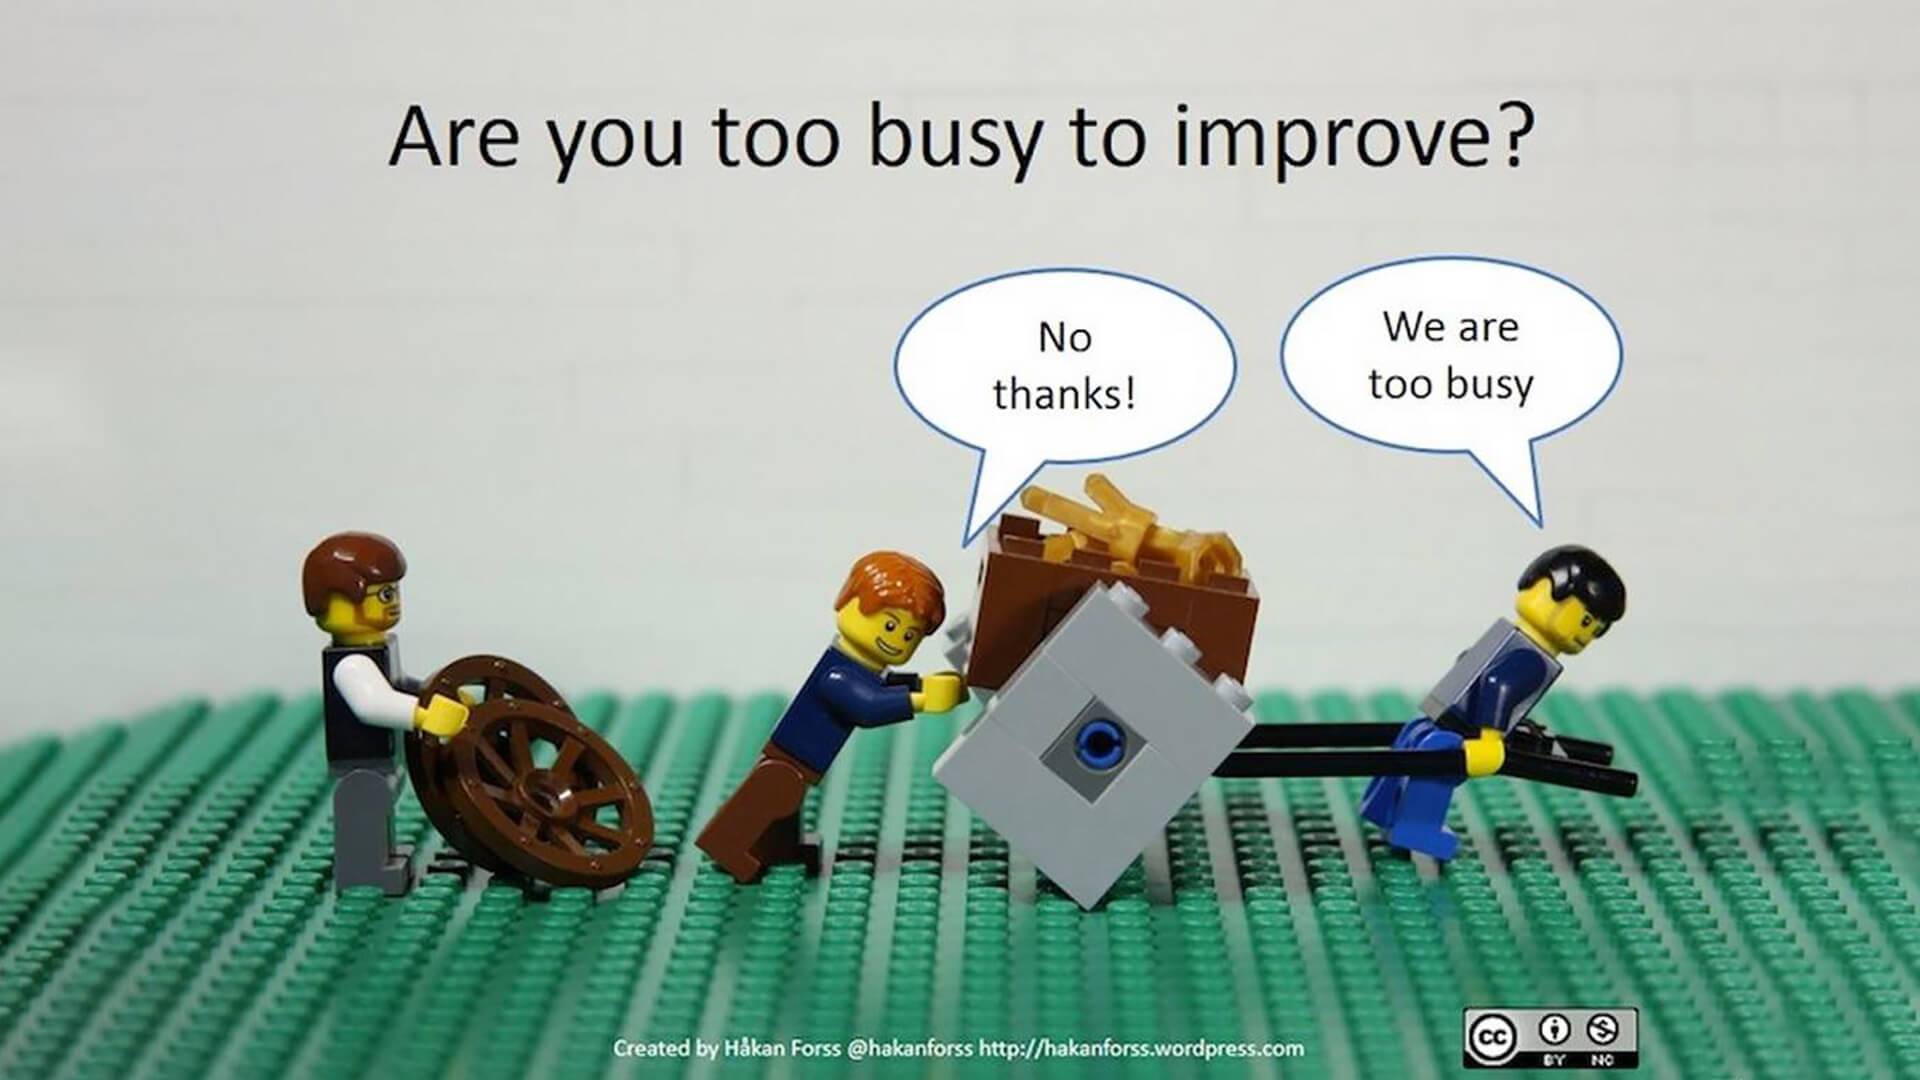 Are you too busy to improve?
No
thanks!
We are
too busy
Created by Håkan Forss @hakanforss http://hakanforss.wordpress.com
cc
BY NC